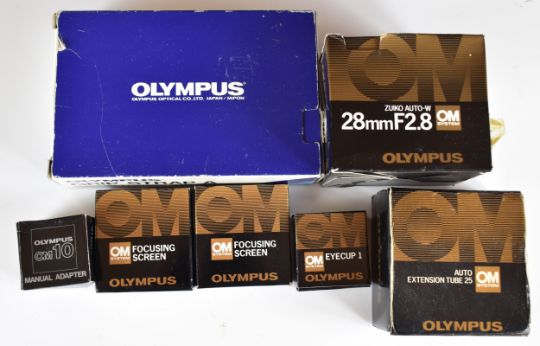 OLYMPUS
OLYMPUS OPTICAL CO.,LTD. JAPAN/JAPON
OM
ZUIKO AUTO-W
28mmF2.8
OM
SYSTEM
OLYMPUS
OLYMPUS
OM10
MANUAL ADAPTER
OM
OM
SYSTEM
FOCUSING
SCREEN
OLYMPUS
OM
OM
SYSTEM
FOCUSING
SCREEN
OLYMPUS
OM
OM
SYSTEM
EYECUP 1
OLYMPUS
OM
AUTO
EXTENSION TUBE 25
OM
SYSTEM
OLYMPUS